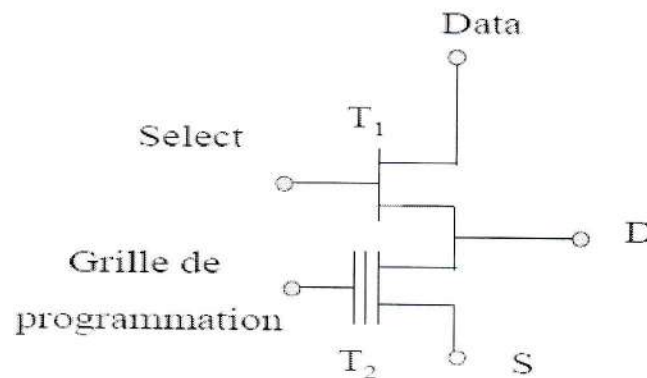 Data
T₁
Select
D
Grille de
programmation
T₂
S